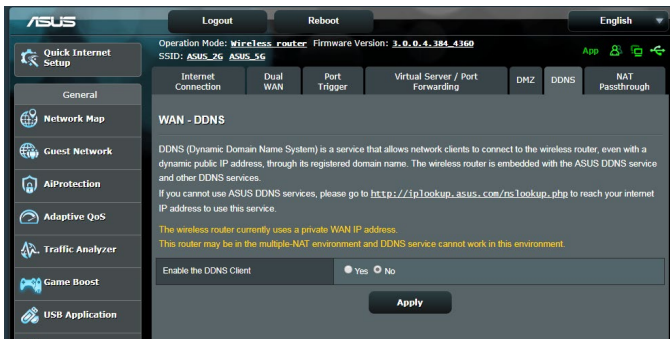 ASUS
Logout
Reboot
English
Quick Internet
Setup
General
Network Map
Guest Network
AiProtection
Adaptive QoS
Traffic Analyzer
Game Boost
USB Application
Operation Mode: Wireless router Firmware Version: 3.0.0.4.384_4360
SSID: ASUS_2G ASUS_5G
App
Internet
Connection
Dual
WAN
Port
Trigger
Virtual Server / Port
Forwarding
DMZ
DDNS
NAT
Passthrough
WAN - DDNS
DDNS (Dynamic Domain Name System) is a service that allows network clients to connect to the wireless router, even with a
dynamic public IP address, through its registered domain name. The wireless router is embedded with the ASUS DDNS service
and other DDNS services.
If you cannot use ASUS DDNS services, please go to http://iplookup.asus.com/nslookup.php to reach your internet
IP address to use this service.
The wireless router currently uses a private WAN IP address.
This router may be in the multiple-NAT environment and DDNS service cannot work in this environment.
Enable the DDNS Client
Yes No
Apply